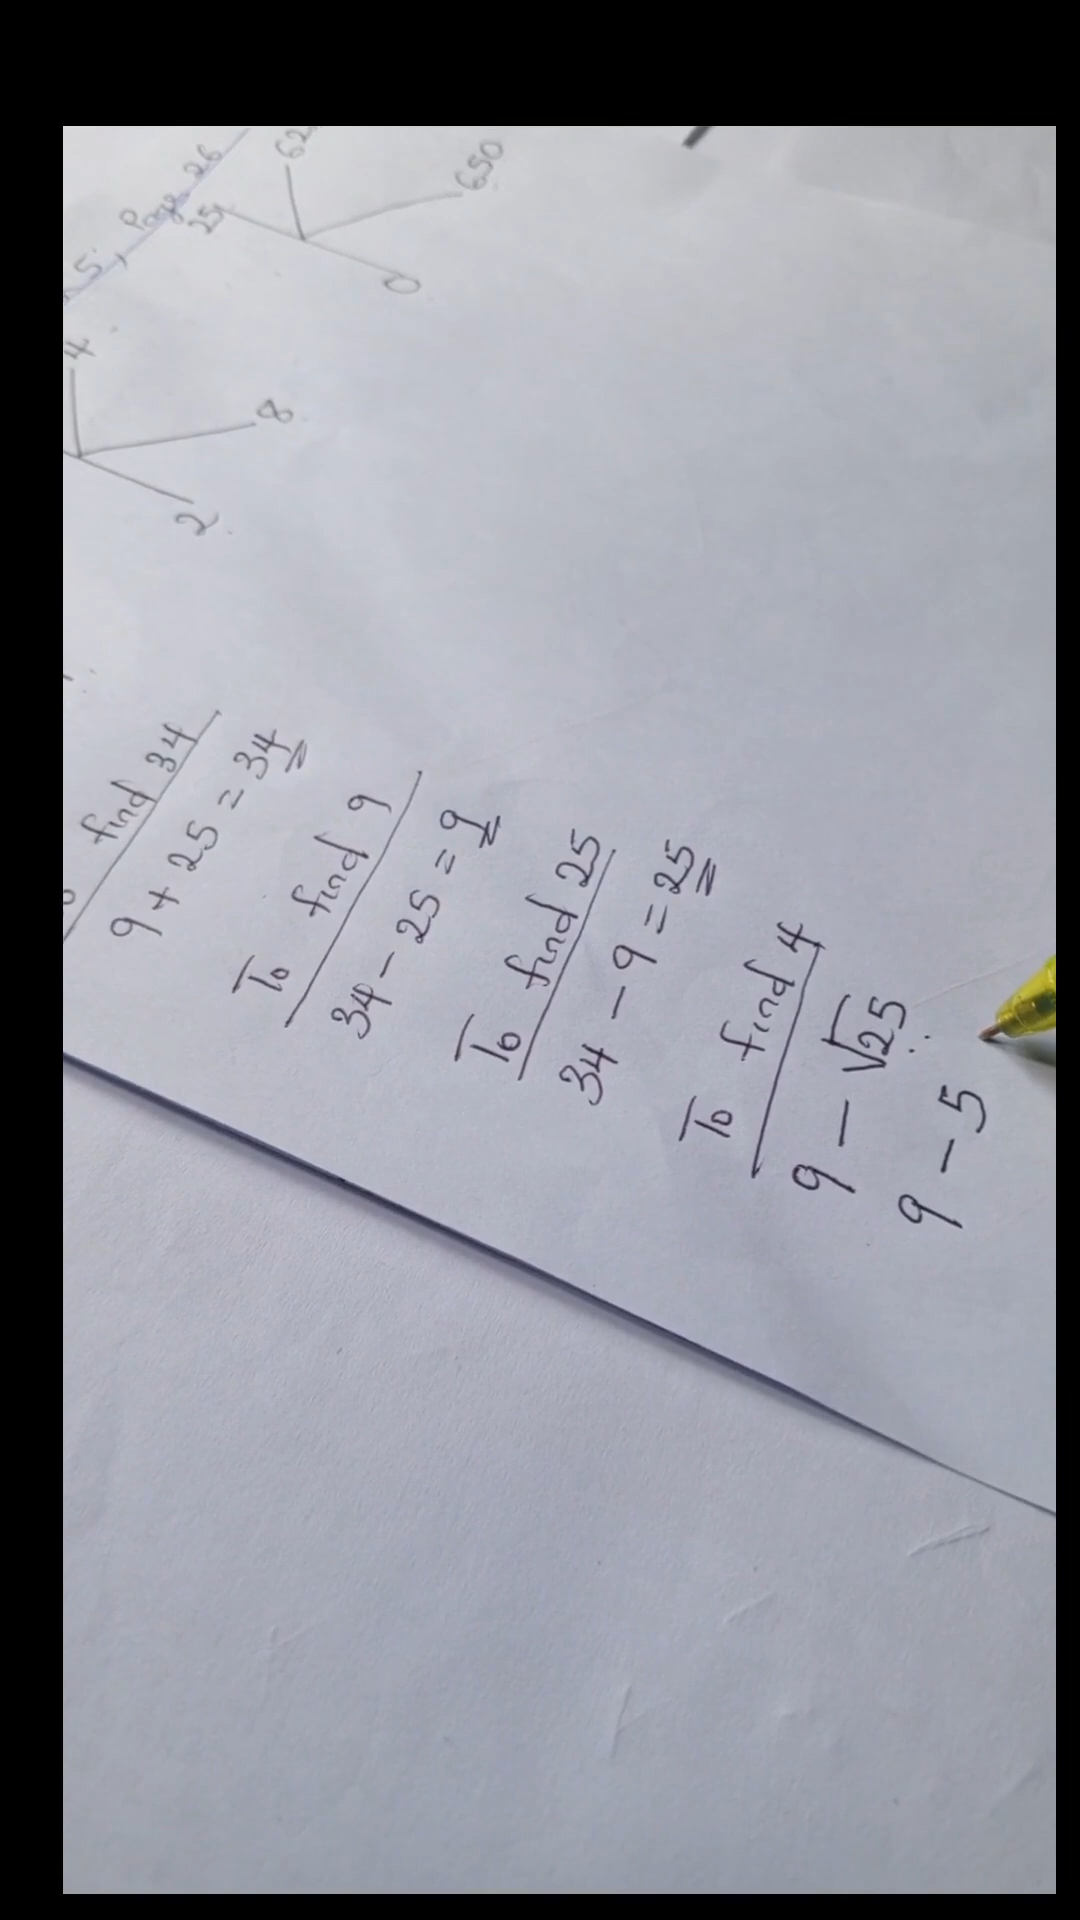 5, Page 26
25
62
650
0
4
8
2
find 34
9 + 25 = 34
To find 9
34 - 25 = 9
To find 25
34 - 9 = 25
To find 4
9 - √25
9 - 5